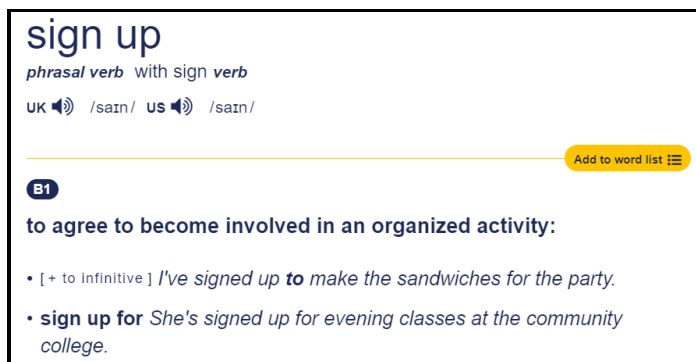 sign up
phrasal verb with sign verb
UK /saɪn/ US /saɪn/
Add to word list
B1
to agree to become involved in an organized activity:
• [ + to infinitive ] I've signed up to make the sandwiches for the party.
• sign up for She's signed up for evening classes at the community
college.